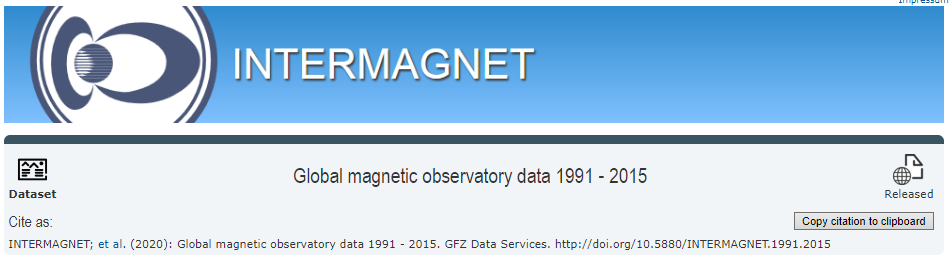 Impressum
INTERMAGNET
Global magnetic observatory data 1991 - 2015
Dataset
Released
Cite as:
Copy citation to clipboard
INTERMAGNET; et al. (2020): Global magnetic observatory data 1991 - 2015. GFZ Data Services. http://doi.org/10.5880/INTERMAGNET.1991.2015